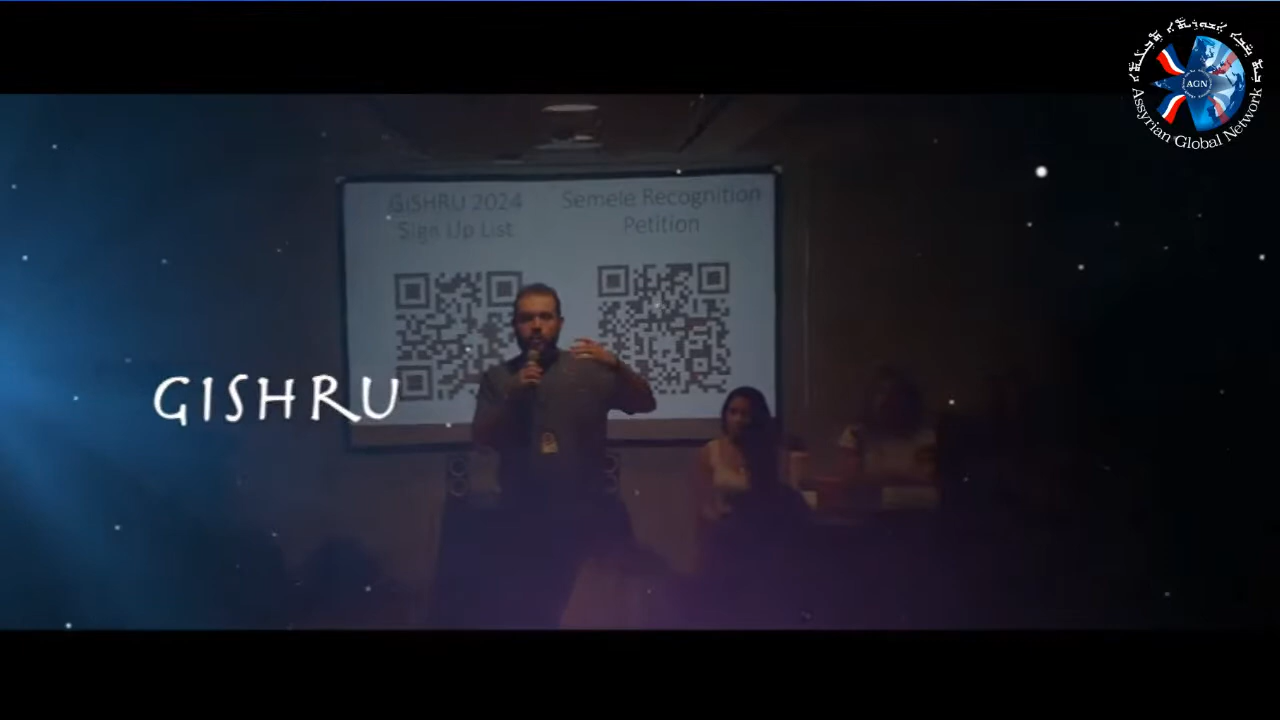 AGN
Assyrian Global Network
GISHRU 2024
Sign Up List
Semele Recognition
Petition
GISHRU